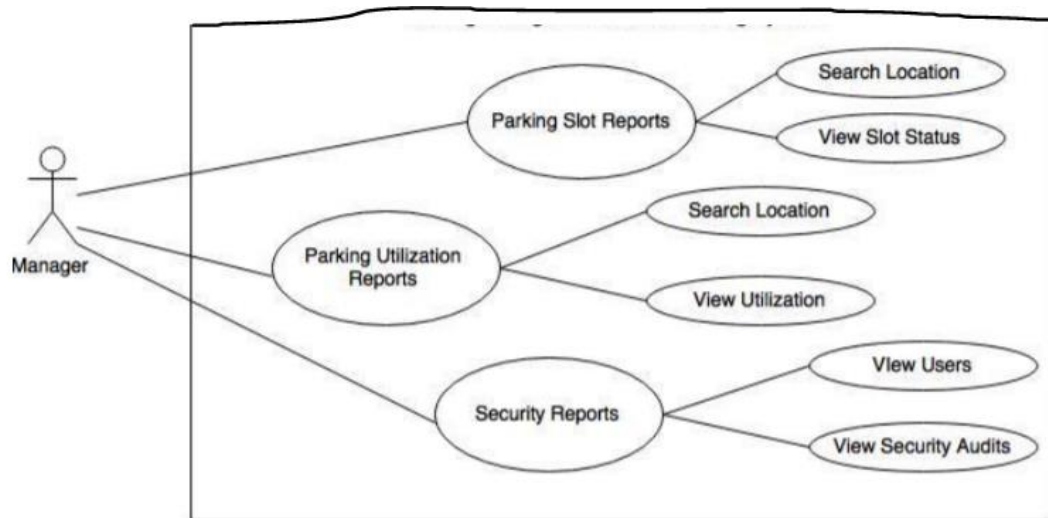 Search Location
Parking Slot Reports
View Slot Status
Manager
Search Location
Parking Utilization
Reports
View Utilization
VIew Users
Security Reports
View Security Audits